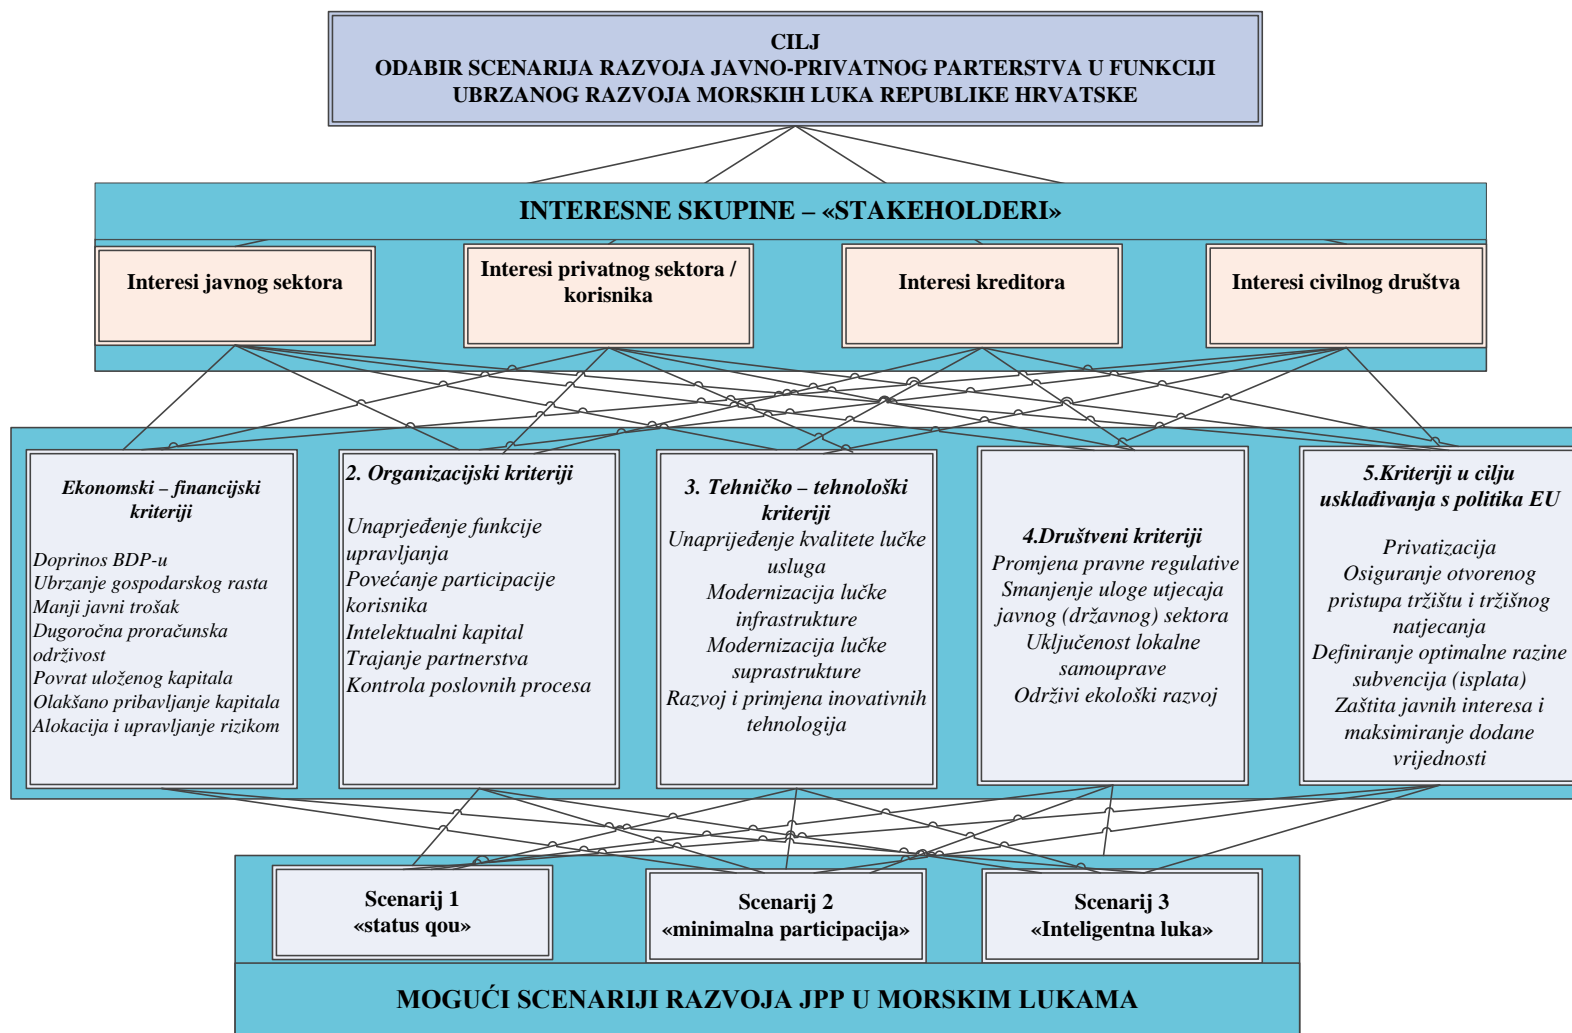 CILJ
ODABIR SCENARIJA RAZVOJA JAVNO-PRIVATNOG PARTERSTVA U FUNKCIJI
UBRZANOG RAZVOJA MORSKIH LUKA REPUBLIKE HRVATSKE
INTERESNE SKUPINE – «STAKEHOLDERI»
Interesi javnog sektora
Interesi privatnog sektora /
korisnika
Interesi kreditora
Interesi civilnog društva
Ekonomski – financijski
kriteriji
Doprinos BDP-u
Ubrzanje gospodarskog rasta
Manji javni trošak
Dugoročna proračunska
održivost
Povrat uloženog kapitala
Olakšano pribavljanje kapitala
Alokacija i upravljanje rizikom
2. Organizacijski kriteriji
Unaprjeđenje funkcije
upravljanja
Povećanje participacije
korisnika
Intelektualni kapital
Trajanje partnerstva
Kontrola poslovnih procesa
3. Tehničko – tehnološki
kriteriji
Unaprijeđenje kvalitete lučke
usluga
Modernizacija lučke
infrastrukture
Modernizacija lučke
suprastrukture
Razvoj i primjena inovativnih
tehnologija
4.Društveni kriteriji
Promjena pravne regulative
Smanjenje uloge utjecaja
javnog (državnog) sektora
Uključenost lokalne
samouprave
Održivi ekološki razvoj
5.Kriteriji u cilju
usklađivanja s politika EU
Privatizacija
Osiguranje otvorenog
pristupa tržištu i tržišnog
natjecanja
Definiranje optimalne razine
subvencija (isplata)
Zaštita javnih interesa i
maksimiranje dodane
vrijednosti
Scenarij 1
«status qou»
Scenarij 2
«minimalna participacija»
Scenarij 3
«Inteligentna luka»
MOGUĆI SCENARIJI RAZVOJA JPP U MORSKIM LUKAMA